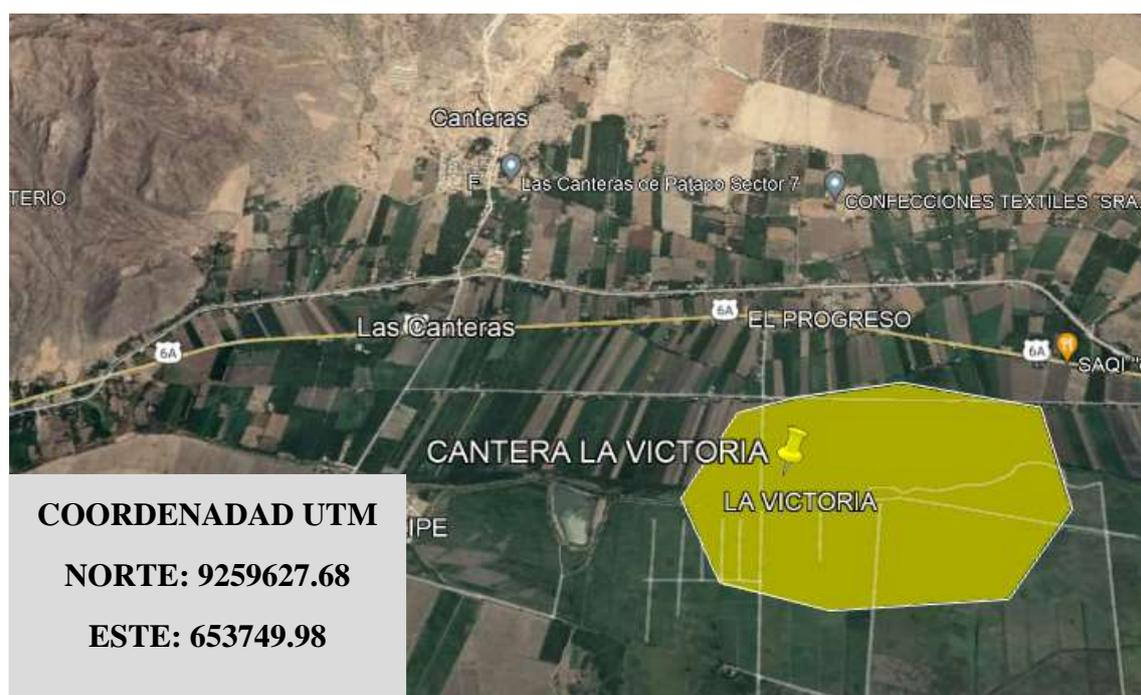 Canteras
F
Las Canteras de Patapo Sector 7
TERIO
CONFECCIONES TEXTILES "SRA.
6A
EL PROGRESO
Las Canteras
6A
6A
SAQI "
CANTERA LA VICTORIA
LA VICTORIA
IPE
COORDENADAD UTM
NORTE: 9259627.68
ESTE: 653749.98